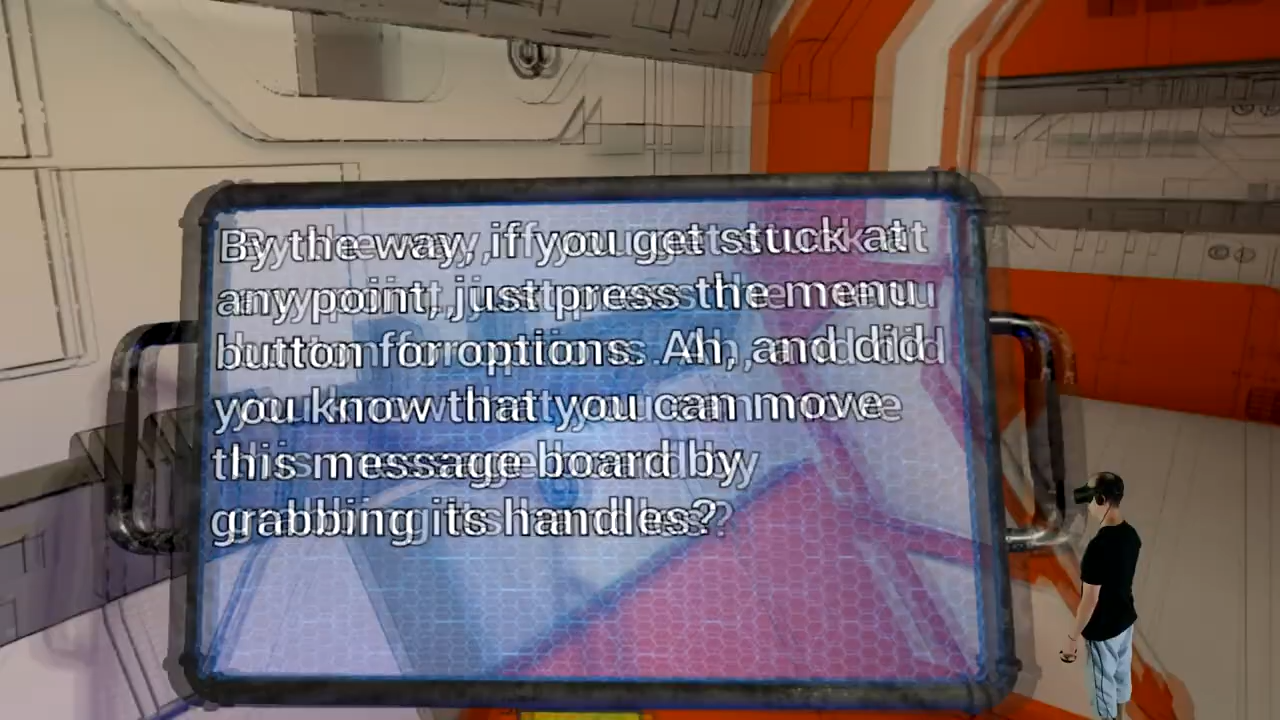 By the way, if you get stuck at
any point, just press the menu
button for options. Ah, and did
you know that you can move
this message board by
grabbing its handles?